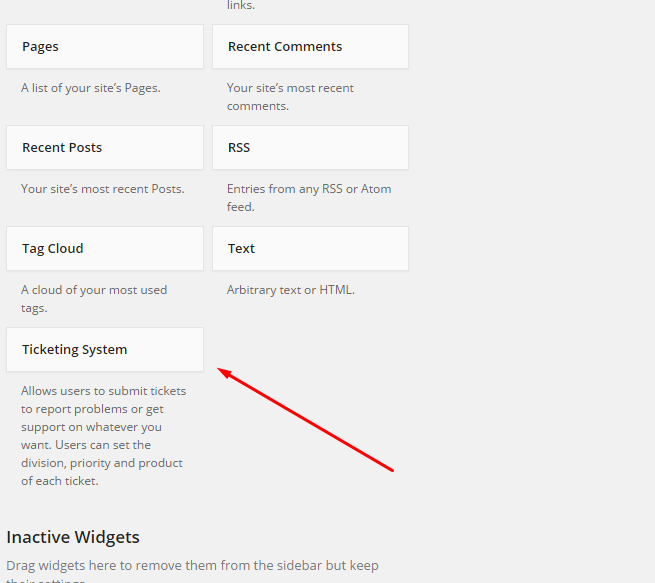 links.
Pages
Recent Comments
A list of your site’s Pages.
Your site’s most recent
comments.
Recent Posts
RSS
Your site’s most recent Posts.
Entries from any RSS or Atom
feed.
Tag Cloud
Text
A cloud of your most used
tags.
Arbitrary text or HTML.
Ticketing System
Allows users to submit tickets
to report problems or get
support on whatever you
want. Users can set the
division, priority and product
of each ticket.
Inactive Widgets
Drag widgets here to remove them from the sidebar but keep
their settings.